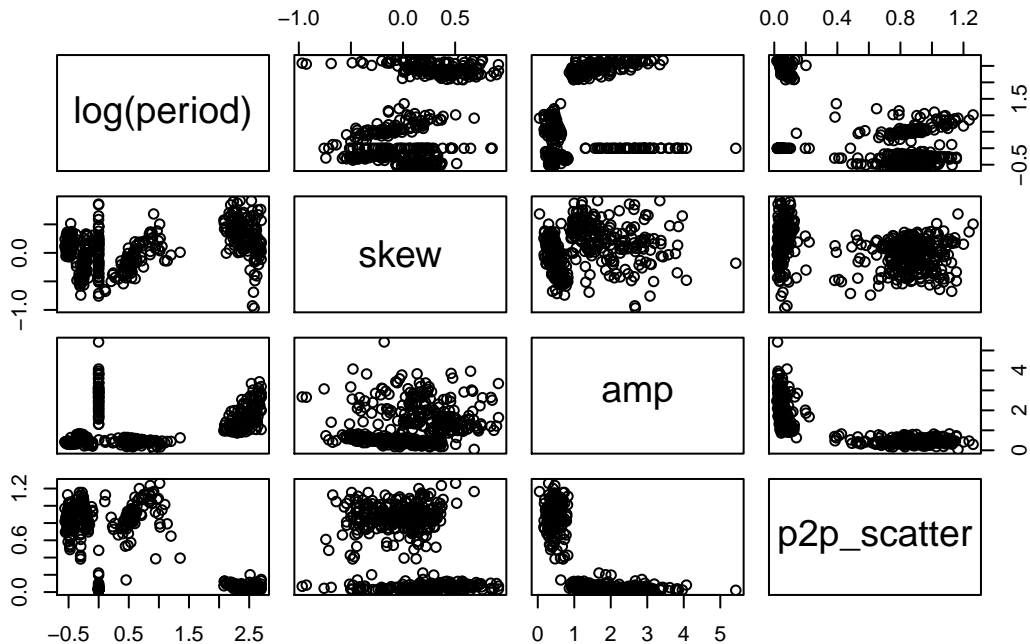 −1.0 0.0 0.5 0.0 0.4 0.8 1.2
log(period) −0.5 1.5
−1.0 0.0 skew
amp 0 2 4
0.0 0.6 1.2 p2p_scatter
−0.5 0.5 1.5 2.5 0 1 2 3 4 5